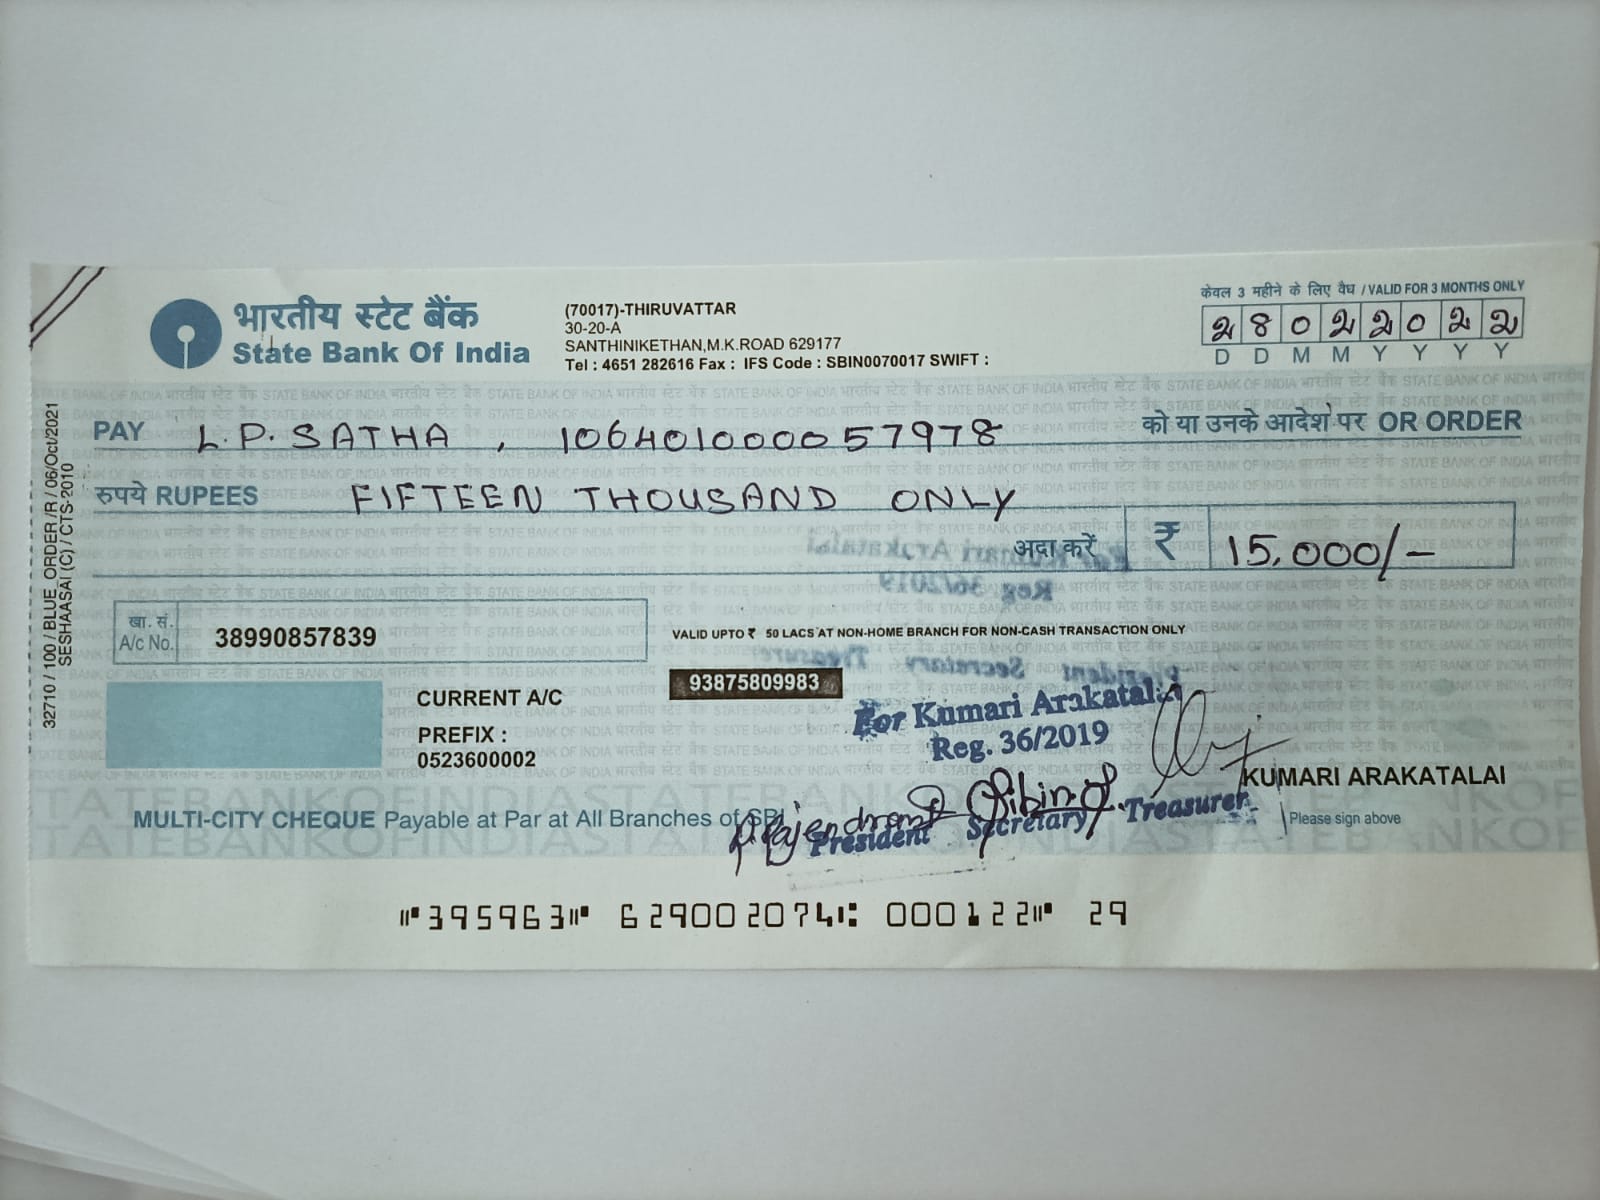 भारतीय स्टेट बैंक
State Bank Of India
(70017)-THIRUVATTAR
30-20-A
SANTHINIKETHAN,M.K.ROAD 629177
Tel : 4651 282616 Fax : IFS Code : SBIN0070017 SWIFT :
केवल 3 महीने के लिए वैध / VALID FOR 3 MONTHS ONLY
28022022
D D M M Y Y Y Y
PAY L.P. SATHA , 106401000057978 को या उनके आदेश पर OR ORDER
रुपये RUPEES FIFTEEN THOUSAND ONLY
अदा करें ₹ 15,000/-
खा. सं.
A/c No. 38990857839
VALID UPTO ₹ 50 LACS AT NON-HOME BRANCH FOR NON-CASH TRANSACTION ONLY
93875809983
CURRENT A/C
PREFIX :
0523600002
For Kumari Arakatalai
Reg. 36/2019
President Secretary Treasurer
KUMARI ARAKATALAI
Please sign above
MULTI-CITY CHEQUE Payable at Par at All Branches of SBI
⑈395963⑈ 629002074⑆ 000122⑈ 29
32710 / 100 / BLUE_ORDER /R / 06/Oct/2021
SESHAASAI (C) / CTS-2010